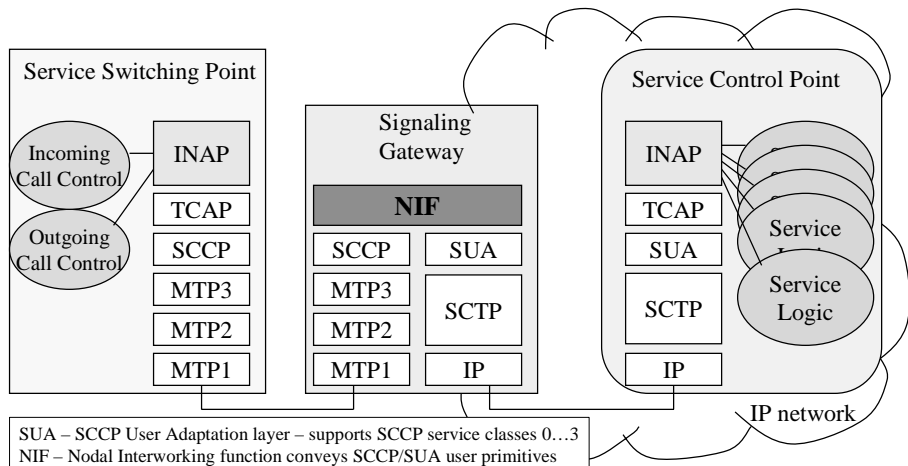 Service Switching Point
Incoming
Call Control
Outgoing
Call Control
INAP
TCAP
SCCP
MTP3
MTP2
MTP1
Signaling
Gateway
NIF
SCCP
MTP3
MTP2
MTP1
SUA
SCTP
IP
Service Control Point
INAP
TCAP
SUA
SCTP
IP
Service
Service
Logic
IP network
SUA – SCCP User Adaptation layer – supports SCCP service classes 0…3
NIF – Nodal Interworking function conveys SCCP/SUA user primitives